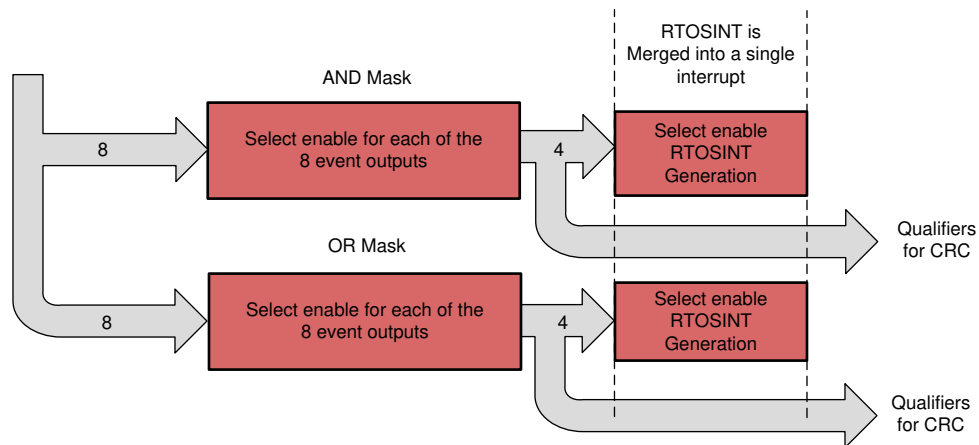 RTOSINT is
Merged into a single
interrupt
AND Mask
8
Select enable for each of the
8 event outputs
4
Select enable
RTOSINT
Generation
Qualifiers
for CRC
OR Mask
8
Select enable for each of the
8 event outputs
4
Select enable
RTOSINT
Generation
Qualifiers
for CRC